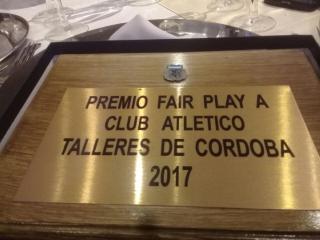 PREMIO FAIR PLAY A
CLUB ATLETICO
TALLERES DE CORDOBA
2017